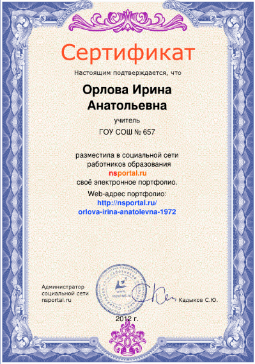 Сертификат
Настоящим подтверждается, что
Орлова Ирина
Анатольевна
учитель
ГОУ СОШ № 657
разместила в социальной сети
работников образования
nsportal.ru
своё электронное портфолио.
Web-адрес портфолио:
http://nsportal.ru/
orlova-irina-anatolevna-1972
Администратор
социальной сети
nsportal.ru
Кадыков С.Ю.
2012 г.